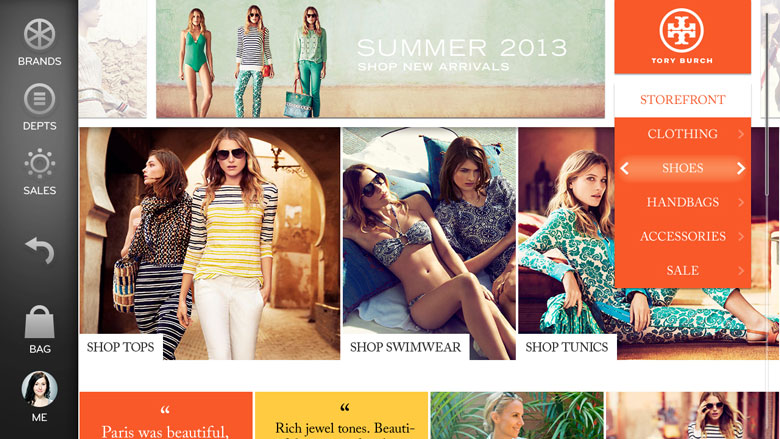 BRANDS
DEPTS
SALES
BAG
ME
SUMMER 2013
SHOP NEW ARRIVALS
TORY BURCH
STOREFRONT
CLOTHING
SHOES
HANDBAGS
ACCESSORIES
SALE
SHOP TOPS
SHOP SWIMWEAR
SHOP TUNICS
“
Paris was beautiful,
“
Rich jewel tones. Beauti-